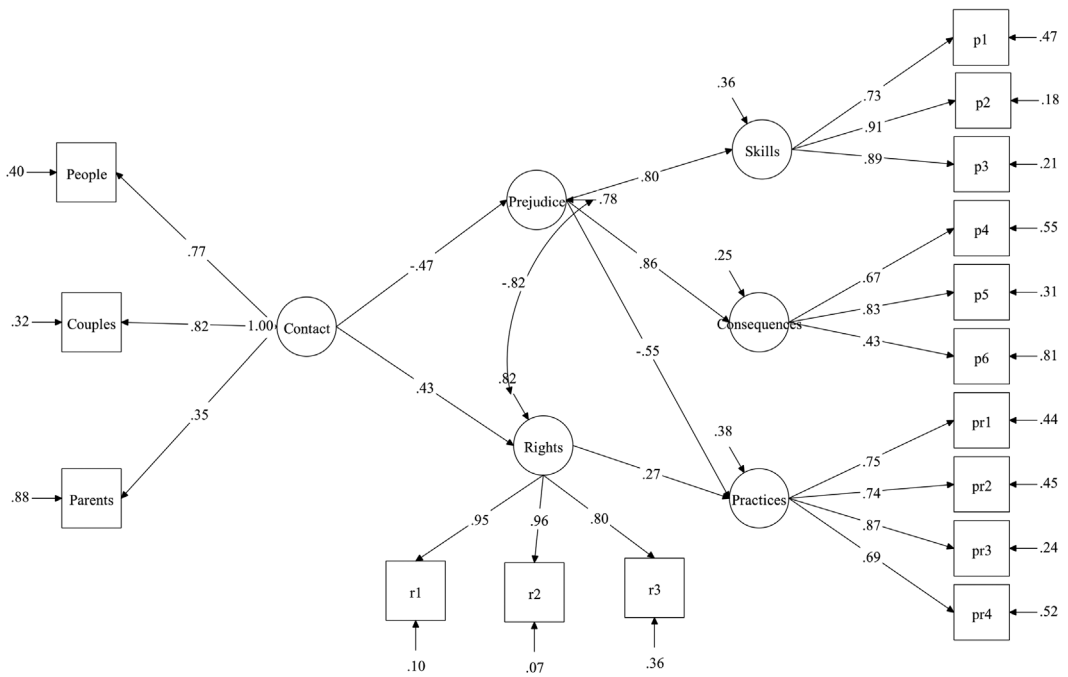 p1
.47
.36
.73
p2
.18
.91
Skills
.89
p3
.21
.40
People
.80
Prejudice
.78
p4
.55
.77
-.47
.86
.25
.67
-.82
p5
.31
.83
.32
Couples
.82
1.00
Contact
Consequences
.43
p6
.81
-.55
.82
.43
.35
pr1
.44
.38
.75
Rights
.27
.88
Parents
Practices
.74
pr2
.45
.95
.96
.80
.87
pr3
.24
.69
r1
r2
r3
pr4
.52
.10
.07
.36